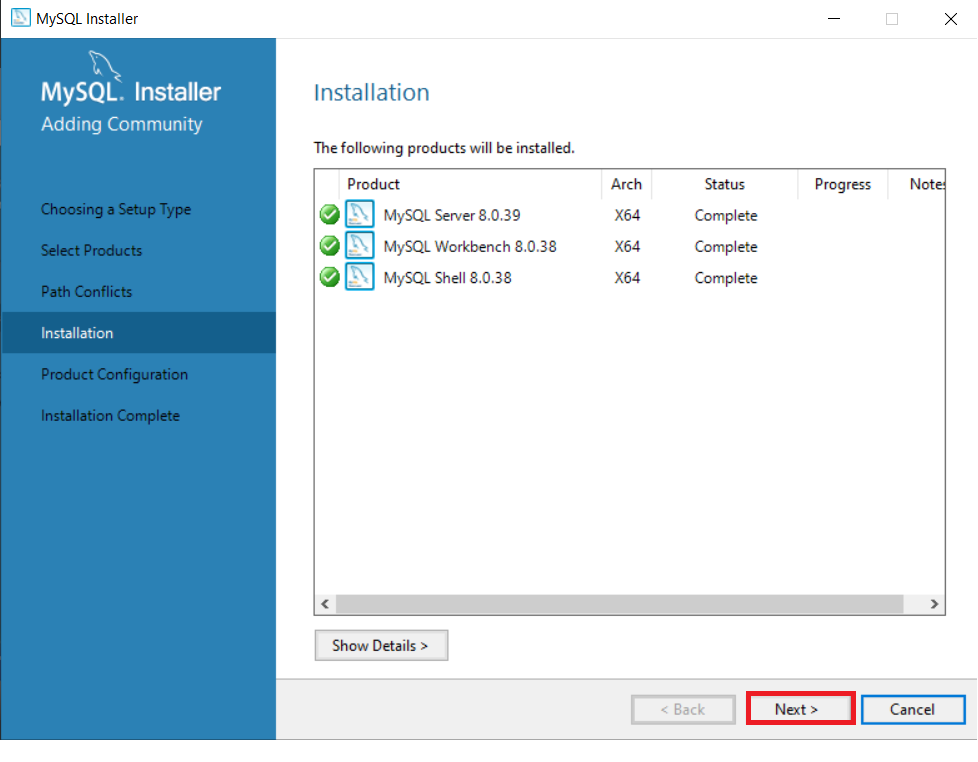 MySQL Installer
MySQL. Installer
Adding Community
Choosing a Setup Type
Select Products
Path Conflicts
Installation
Product Configuration
Installation Complete
Installation
The following products will be installed.
Product Arch Status Progress Notes
MySQL Server 8.0.39 X64 Complete
MySQL Workbench 8.0.38 X64 Complete
MySQL Shell 8.0.38 X64 Complete
Show Details >
< Back Next > Cancel